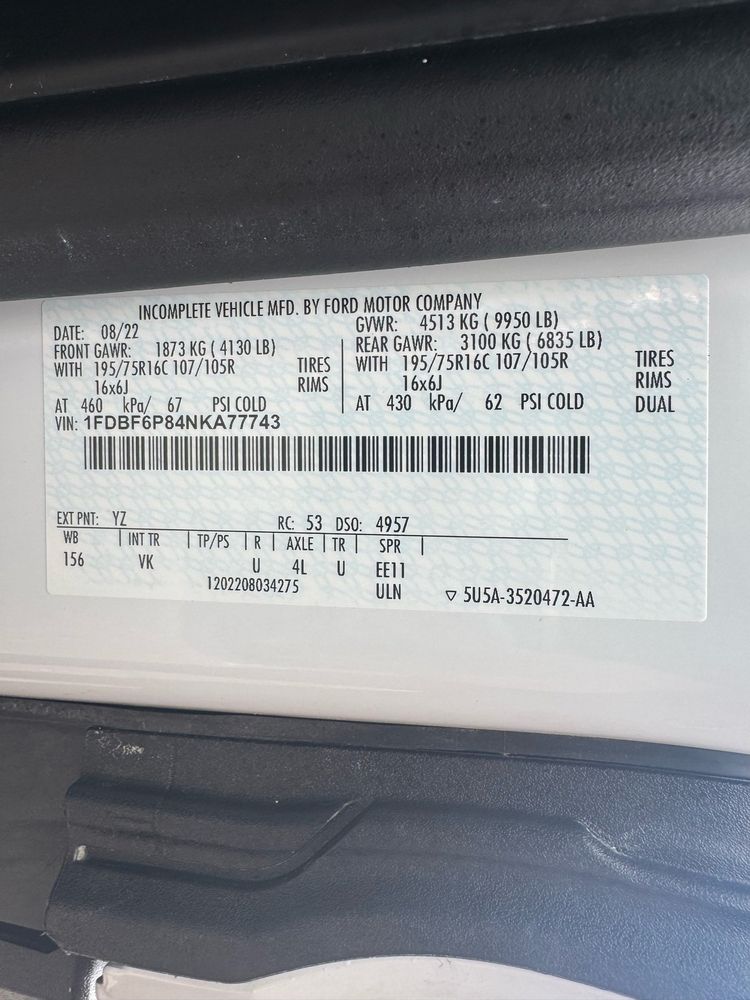 INCOMPLETE VEHICLE MFD. BY FORD MOTOR COMPANY
DATE: 08/22 GVWR: 4513 KG ( 9950 LB)
FRONT GAWR: 1873 KG ( 4130 LB) REAR GAWR: 3100 KG ( 6835 LB)
WITH 195/75R16C 107/105R TIRES WITH 195/75R16C 107/105R TIRES
16x6J RIMS 16x6J RIMS
AT 460 kPa/ 67 PSI COLD AT 430 kPa/ 62 PSI COLD DUAL
VIN: 1FDBF6P84NKA77743
EXT PNT: YZ RC: 53 DSO: 4957
WB INT TR TP/PS R AXLE TR SPR
156 VK U 4L U EE11
1202208034275 ULN ▽ 5U5A-3520472-AA